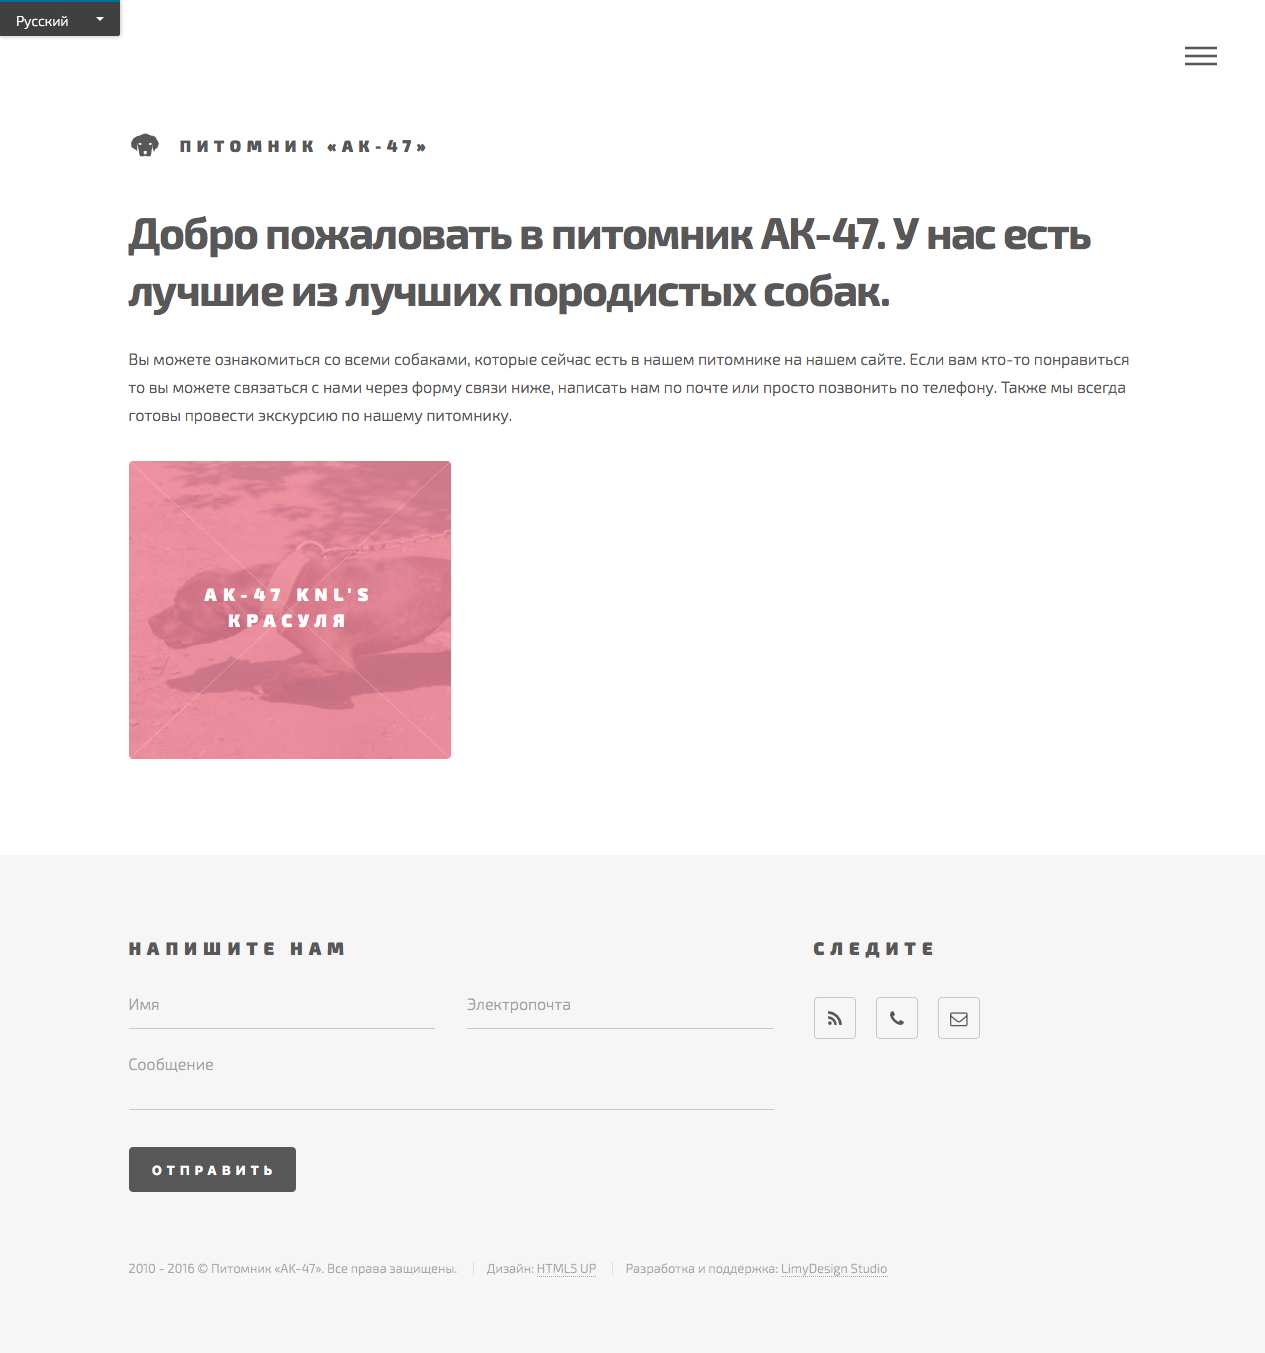 Русский
ПИТОМНИК «АК-47»
Добро пожаловать в питомник АК-47. У нас есть
лучшие из лучших породистых собак.
Вы можете ознакомиться со всеми собаками, которые сейчас есть в нашем питомнике на нашем сайте. Если вам кто-то понравиться
то вы можете связаться с нами через форму связи ниже, написать нам по почте или просто позвонить по телефону. Также мы всегда
готовы провести экскурсию по нашему питомнику.
AK-47 KNL'S
КРАСУЛЯ
НАПИШИТЕ НАМ
СЛЕДИТЕ
Имя
Электропочта
Сообщение
ОТПРАВИТЬ
2010 - 2016 © Питомник «АК-47». Все права защищены.
Дизайн: HTML5 UP
Разработка и поддержка: LimyDesign Studio